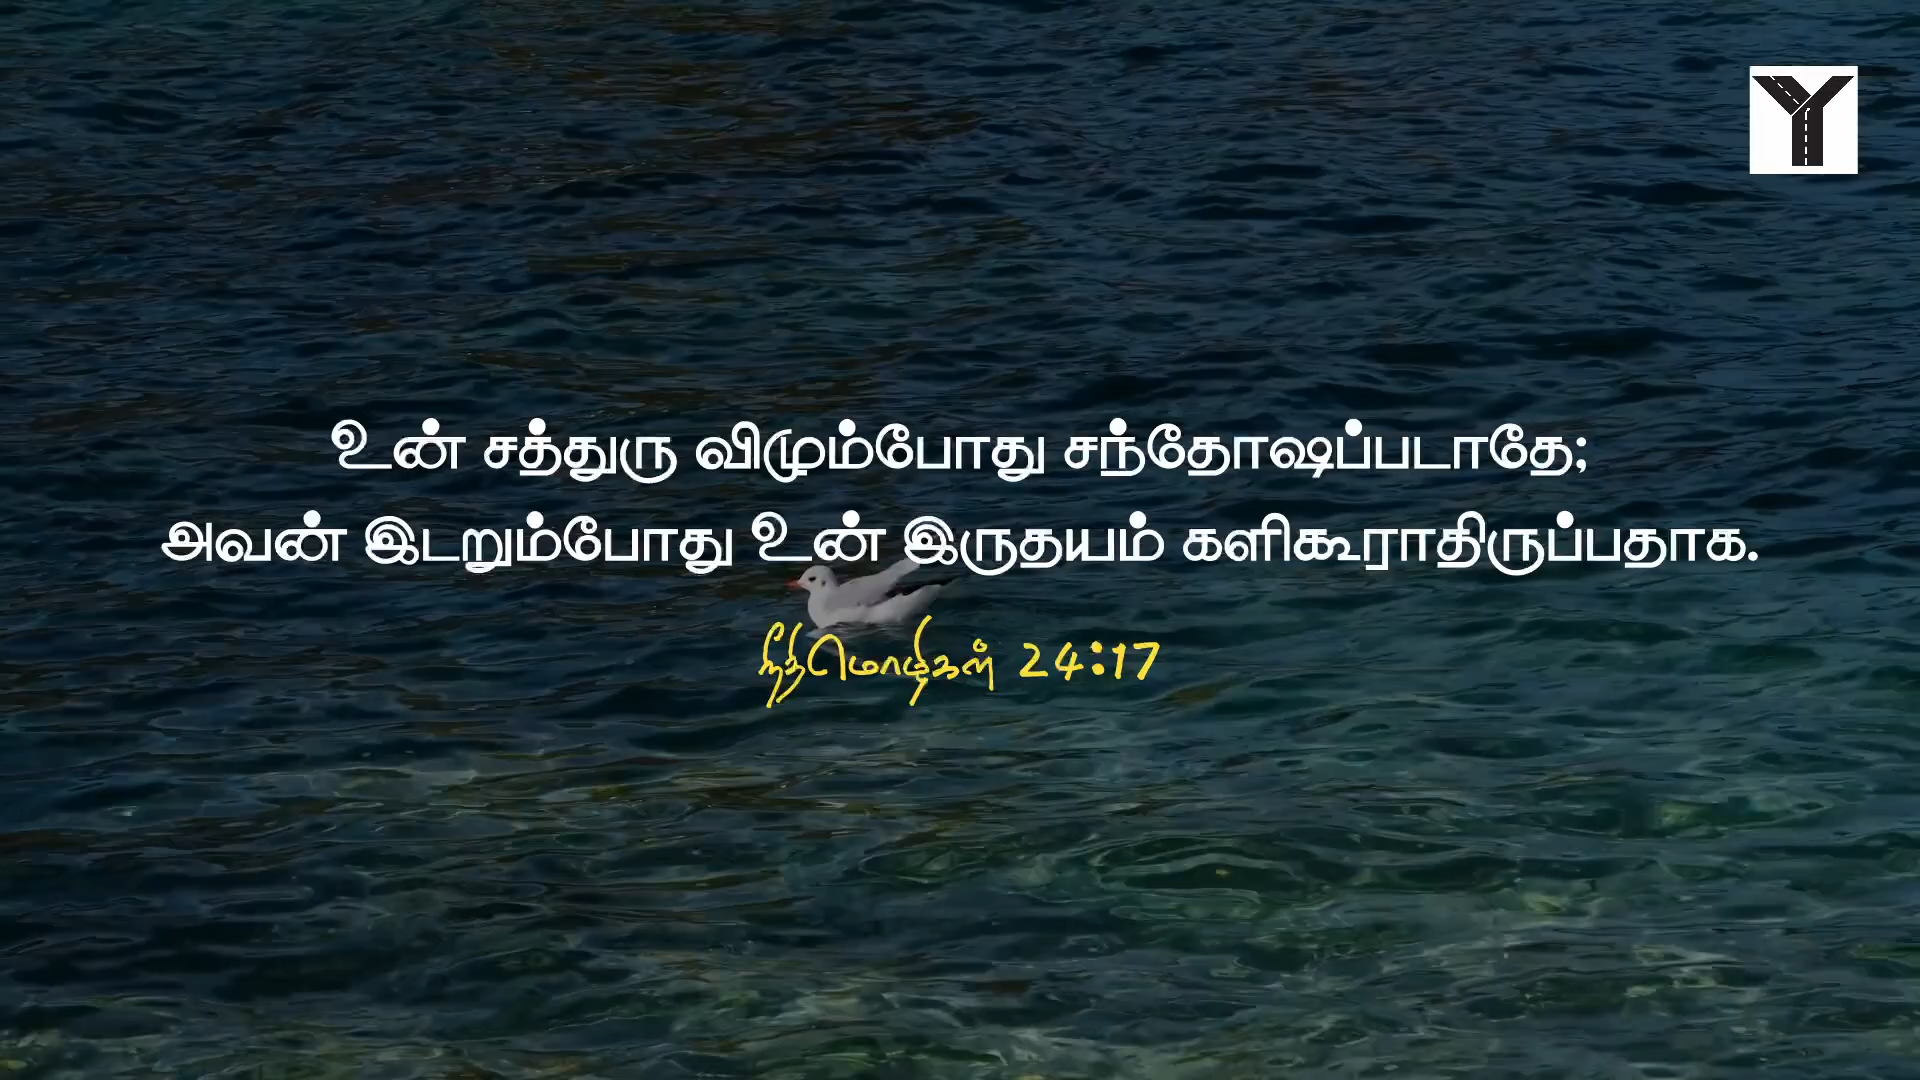 உன் சத்துரு விழும்போது சந்தோஷப்படாதே;
அவன் இடறும்போது உன் இருதயம் களிகூராதிருப்பதாக.
நீதிமொழிகள் 24:17